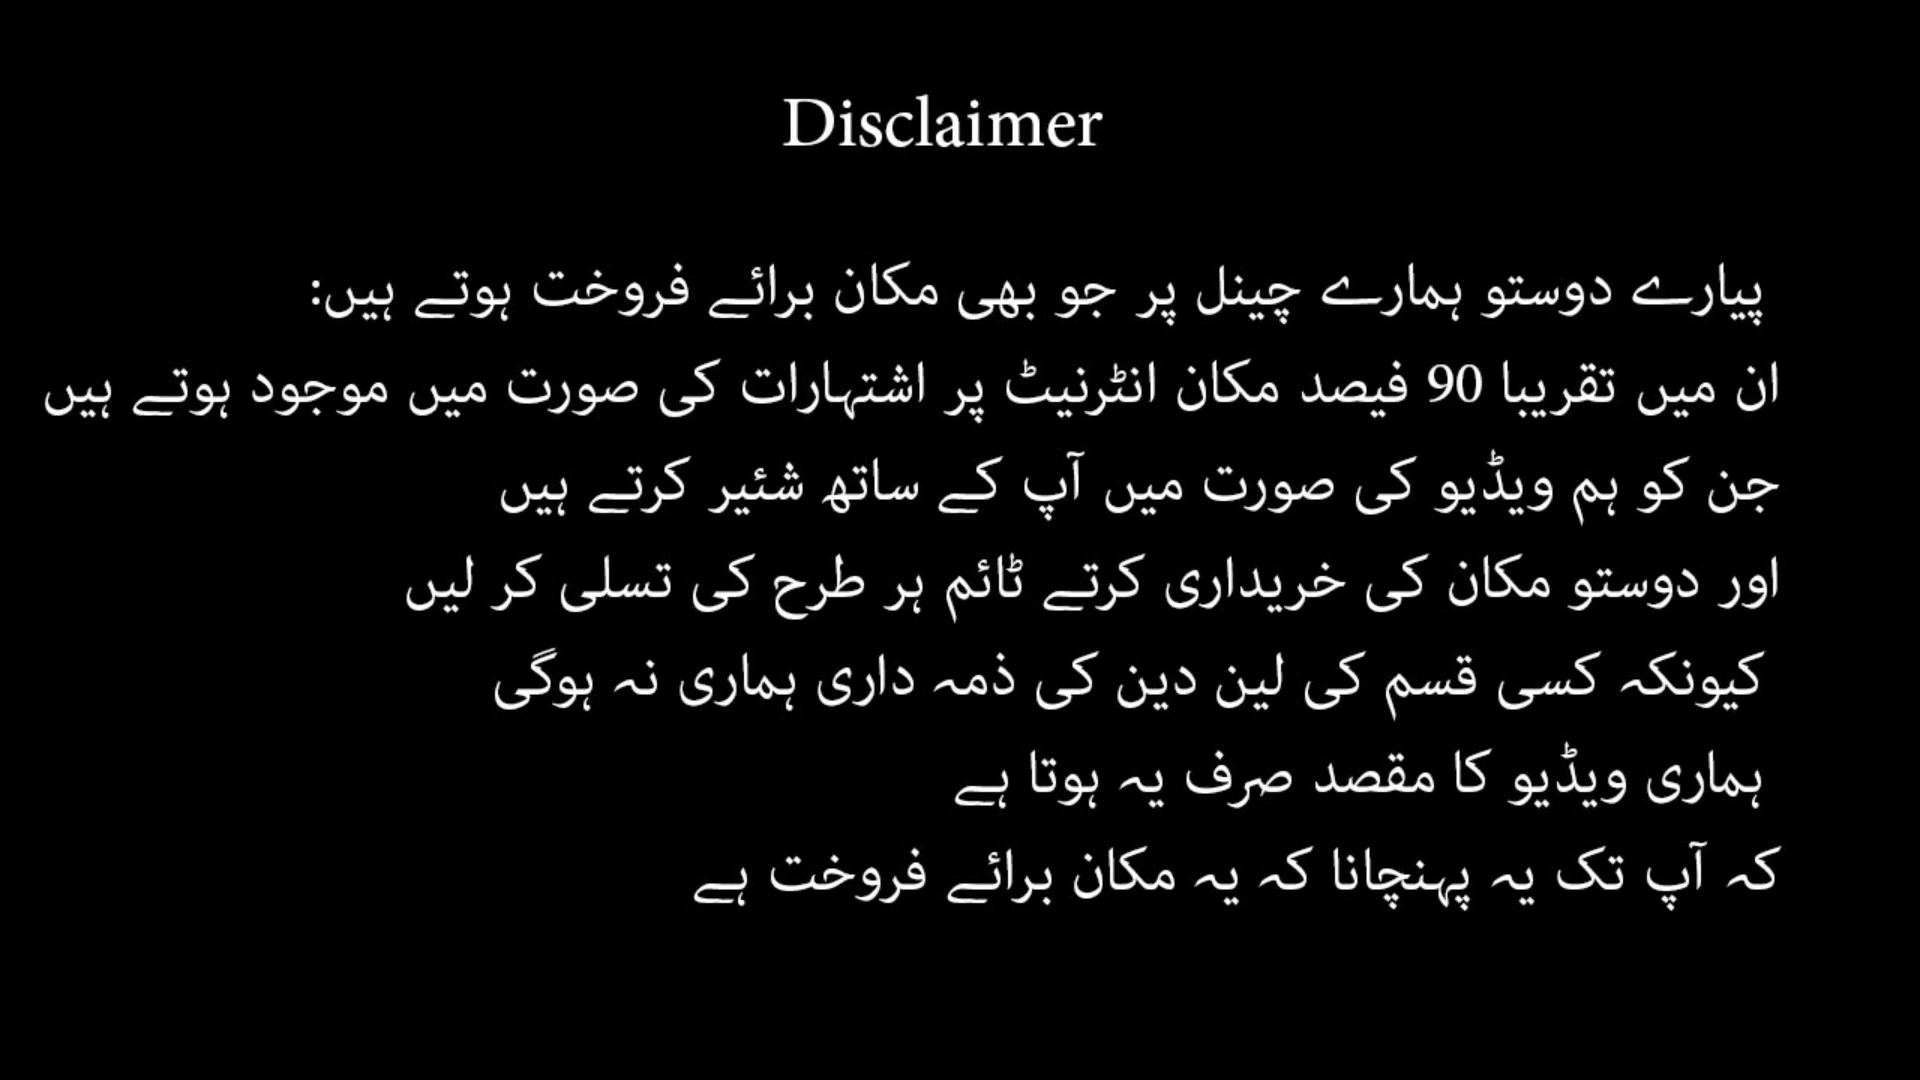 Disclaimer
پیارے دوستو ہمارے چینل پر جو بھی مکان برائے فروخت ہوتے ہیں:
ان میں تقریبا 90 فیصد مکان انٹرنیٹ پر اشتہارات کی صورت میں موجود ہوتے ہیں
جن کو ہم ویڈیو کی صورت میں آپ کے ساتھ شئیر کرتے ہیں
اور دوستو مکان کی خریداری کرتے ٹائم ہر طرح کی تسلی کر لیں
کیونکہ کسی قسم کی لین دین کی ذمہ داری ہماری نہ ہوگی
ہماری ویڈیو کا مقصد صرف یہ ہوتا ہے
کہ آپ تک یہ پہنچانا کہ یہ مکان برائے فروخت ہے